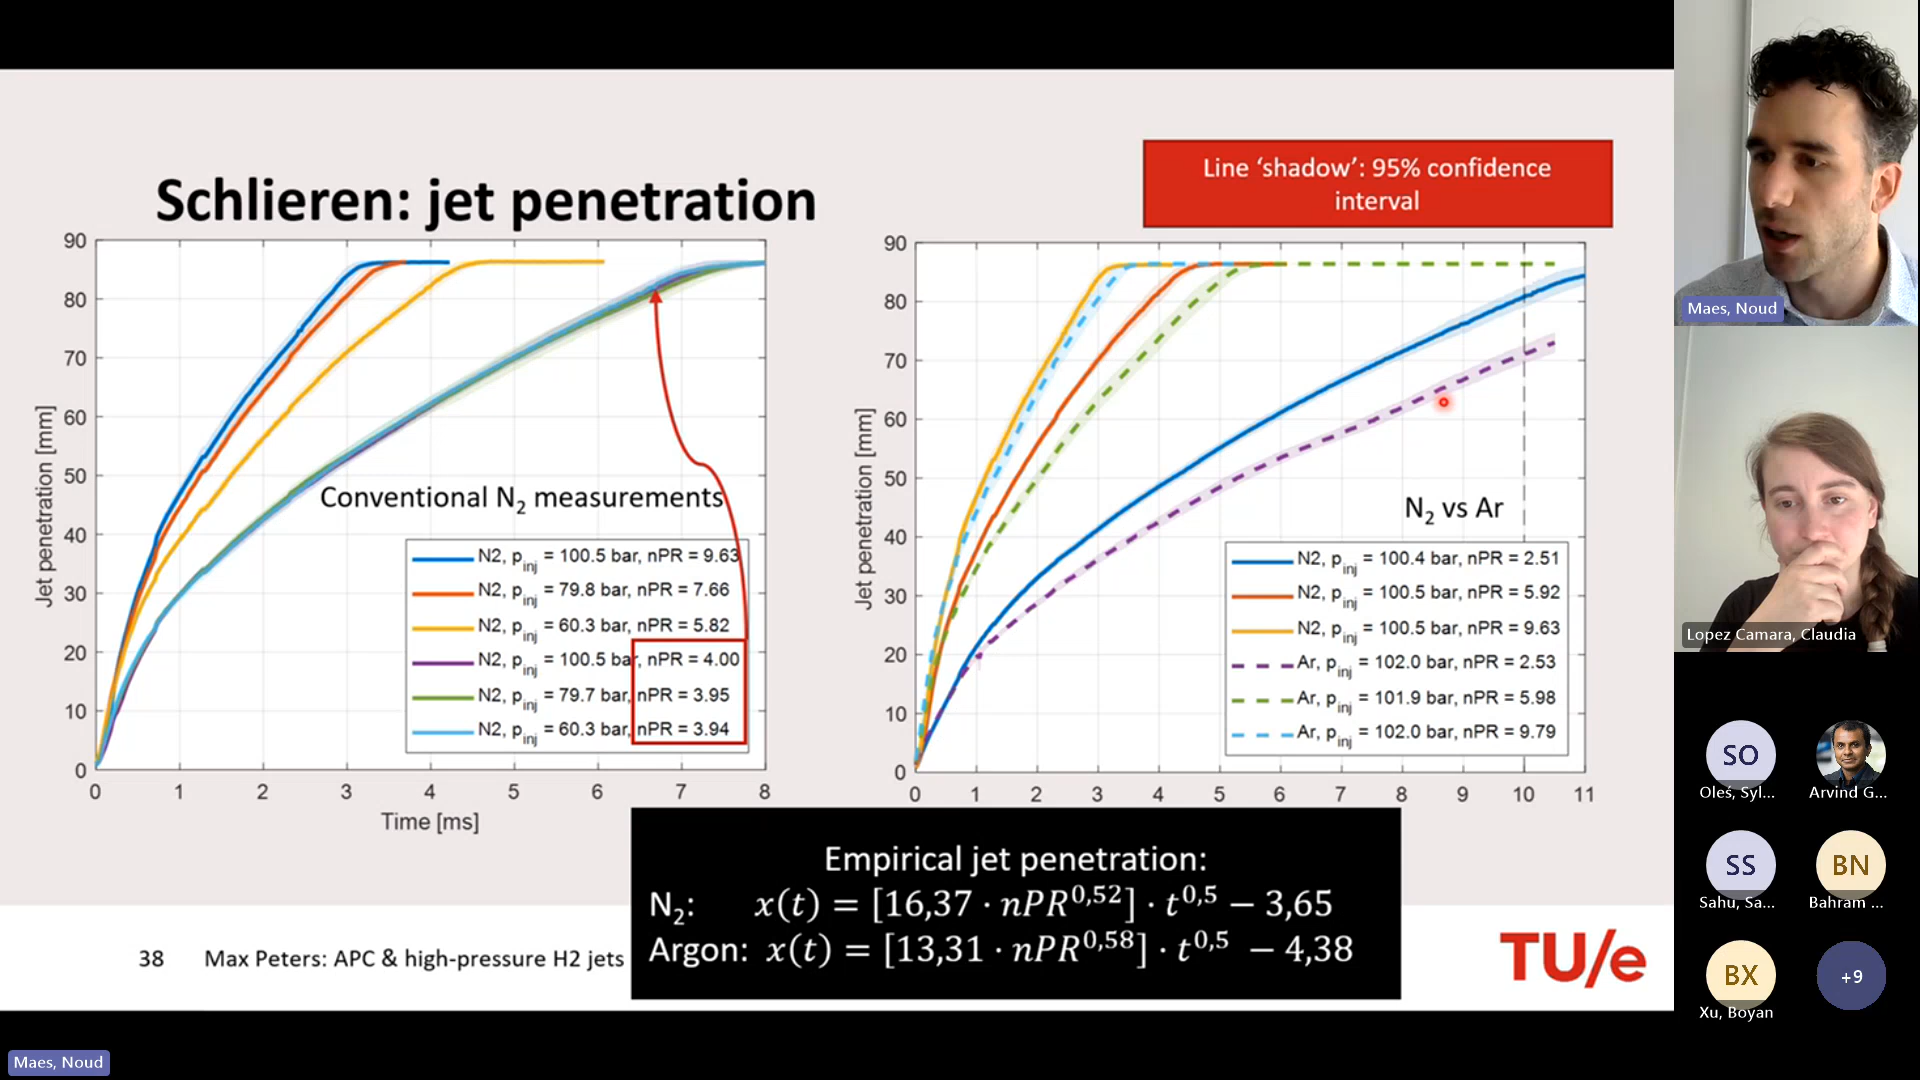 Line ‘shadow’: 95% confidence
interval
Schlieren: jet penetration
90
80
70
60
50
40
30
20
10
0
0 1 2 3 4 5 6 7 8
Jet penetration [mm]
Time [ms]
Conventional N₂ measurements
N2, p_inj = 100.5 bar, nPR = 9.63
N2, p_inj = 79.8 bar, nPR = 7.66
N2, p_inj = 60.3 bar, nPR = 5.82
N2, p_inj = 100.5 bar, nPR = 4.00
N2, p_inj = 79.7 bar, nPR = 3.95
N2, p_inj = 60.3 bar, nPR = 3.94
90
80
70
60
50
40
30
20
10
0
0 1 2 3 4 5 6 7 8 9 10 11
Jet penetration [mm]
N₂ vs Ar
N2, p_inj = 100.4 bar, nPR = 2.51
N2, p_inj = 100.5 bar, nPR = 5.92
N2, p_inj = 100.5 bar, nPR = 9.63
Ar, p_inj = 102.0 bar, nPR = 2.53
Ar, p_inj = 101.9 bar, nPR = 5.98
Ar, p_inj = 102.0 bar, nPR = 9.79
Empirical jet penetration:
N₂: x(t) = [16,37 · nPR^0,52] · t^0,5 − 3,65
Argon: x(t) = [13,31 · nPR^0,58] · t^0,5 − 4,38
38 Max Peters: APC & high-pressure H2 jets
TU/e
Maes, Noud
Maes, Noud
Lopez Camara, Claudia
SO
Oleś, Syl...
Arvind G...
SS
Sahu, Sa...
BN
Bahram ...
BX
Xu, Boyan
+9